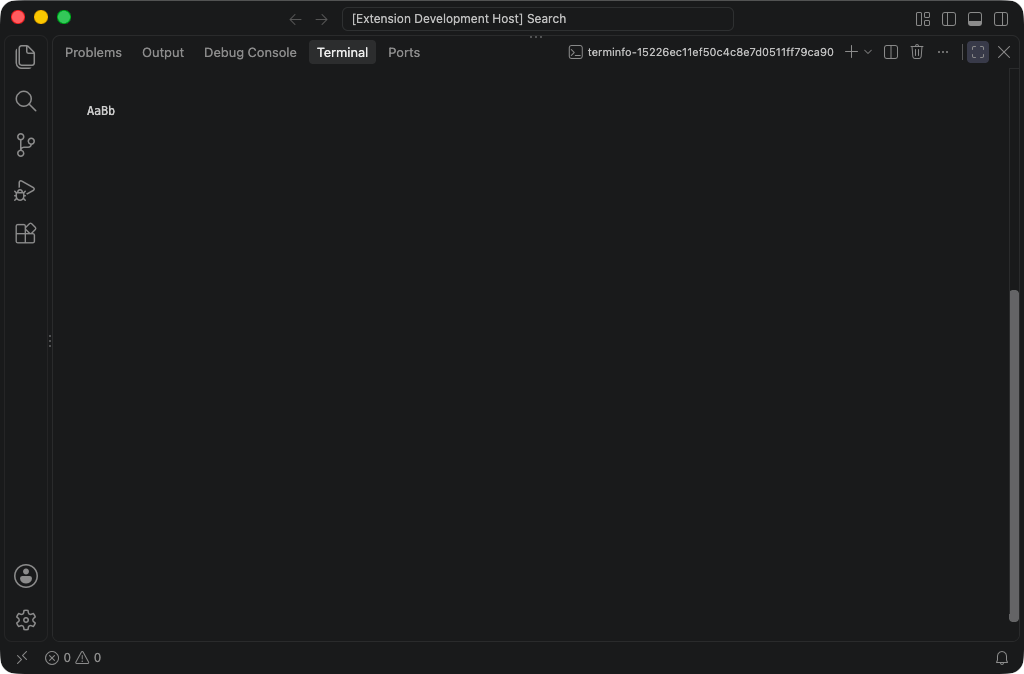 [Extension Development Host] Search
Problems Output Debug Console Terminal Ports
terminfo-15226ec11ef50c4c8e7d0511ff79ca90
AaBb
0 0